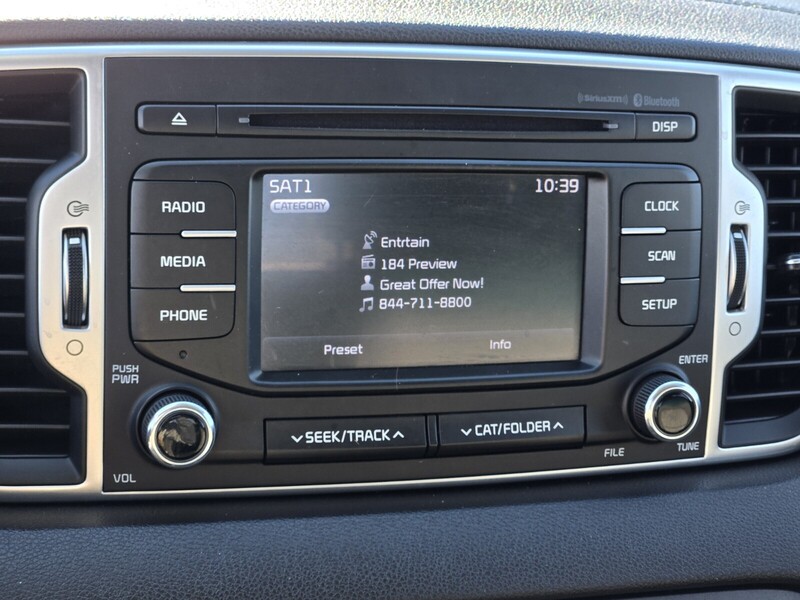 ((SiriusXM)) Bluetooth
DISP
RADIO
MEDIA
PHONE
SAT1 10:39
CATEGORY
Entrtain
184 Preview
Great Offer Now!
844-711-8800
Preset Info
CLOCK
SCAN
SETUP
PUSH
PWR
VOL
SEEK/TRACK
CAT/FOLDER
ENTER
FILE
TUNE